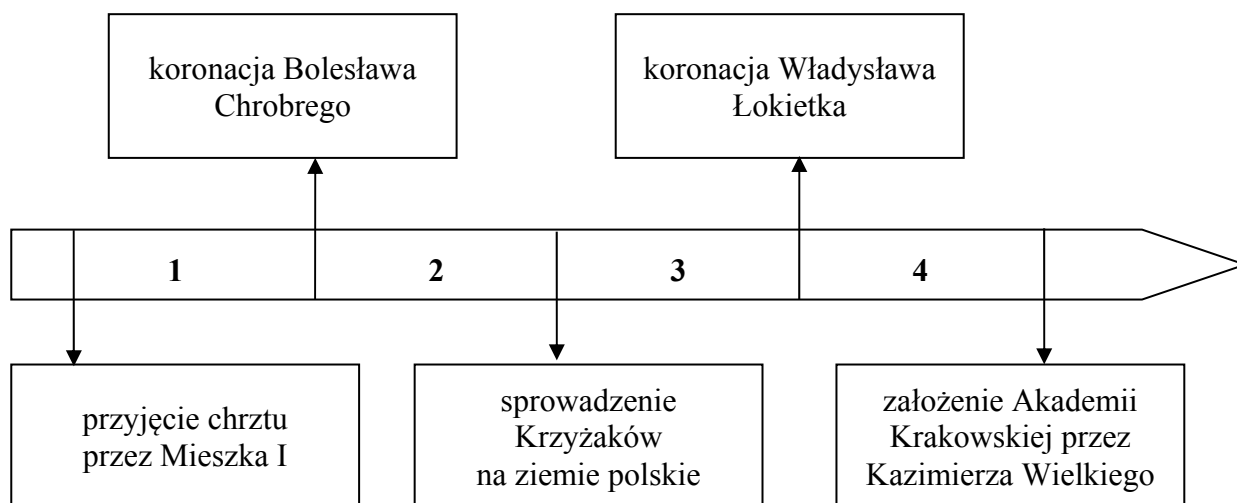 koronacja Bolesława
Chrobrego
koronacja Władysława
Łokietka
1
2
3
4
przyjęcie chrztu
przez Mieszka I
sprowadzenie
Krzyżaków
na ziemie polskie
założenie Akademii
Krakowskiej przez
Kazimierza Wielkiego